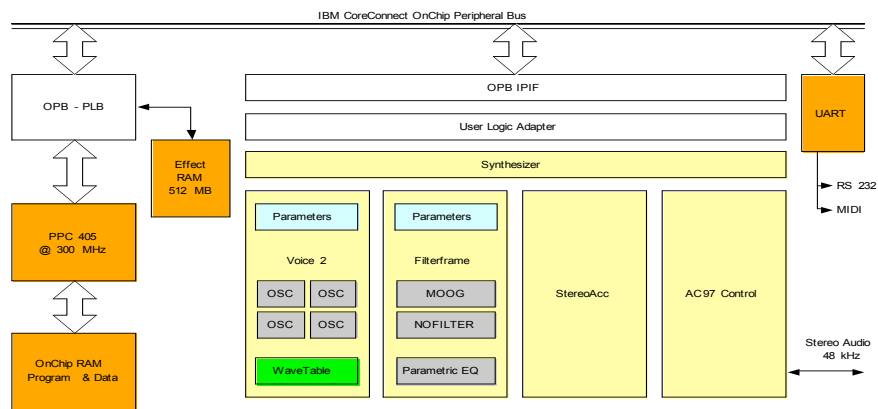 IBM CoreConnect OnChip Peripheral Bus
OPB - PLB
OPB IPIF
UART
User Logic Adapter
Effect
RAM
512 MB
Synthesizer
RS 232
MIDI
PPC 405
@ 300 MHz
Parameters
Voice 2
OSC
OSC
OSC
OSC
WaveTable
Parameters
Filterframe
MOOG
NOFILTER
Parametric EQ
StereoAcc
AC97 Control
OnChip RAM
Program & Data
Stereo Audio
48 kHz